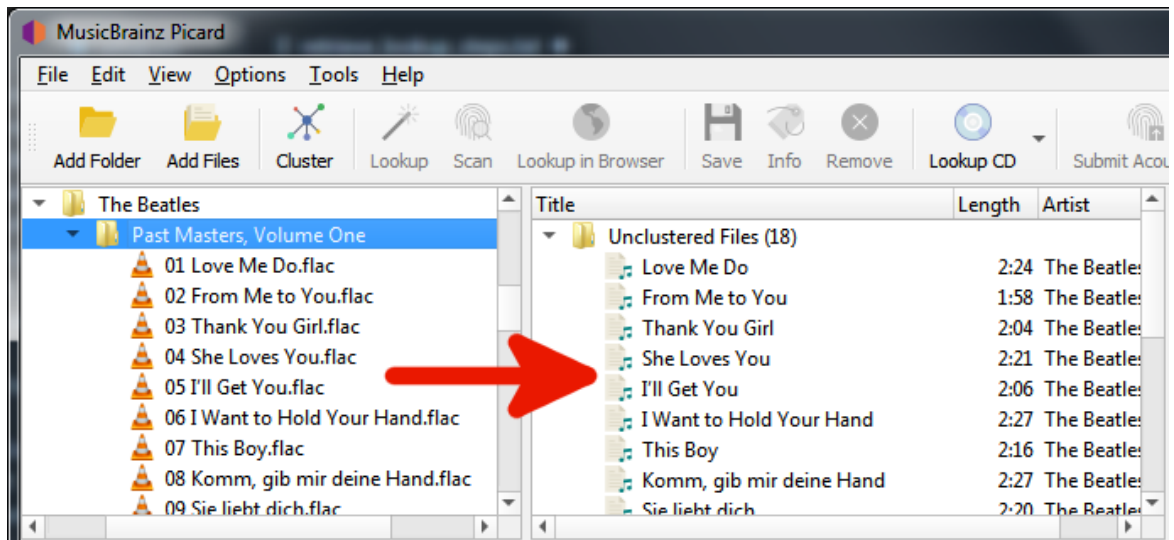 MusicBrainz Picard
File Edit View Options Tools Help
Add Folder Add Files Cluster Lookup Scan Lookup in Browser Save Info Remove Lookup CD Submit
The Beatles
Past Masters, Volume One
01 Love Me Do.flac
02 From Me to You.flac
03 Thank You Girl.flac
04 She Loves You.flac
05 I'll Get You.flac
06 I Want to Hold Your Hand.flac
07 This Boy.flac
08 Komm, gib mir deine Hand.flac
09 Sie liebt dich.flac
Title Length Artist
Unclustered Files (18)
Love Me Do 2:24 The Beatles
From Me to You 1:58 The Beatles
Thank You Girl 2:04 The Beatles
She Loves You 2:21 The Beatles
I'll Get You 2:06 The Beatles
I Want to Hold Your Hand 2:27 The Beatles
This Boy 2:16 The Beatles
Komm, gib mir deine Hand 2:27 The Beatles
Sie liebt dich 2:20 The Beatles